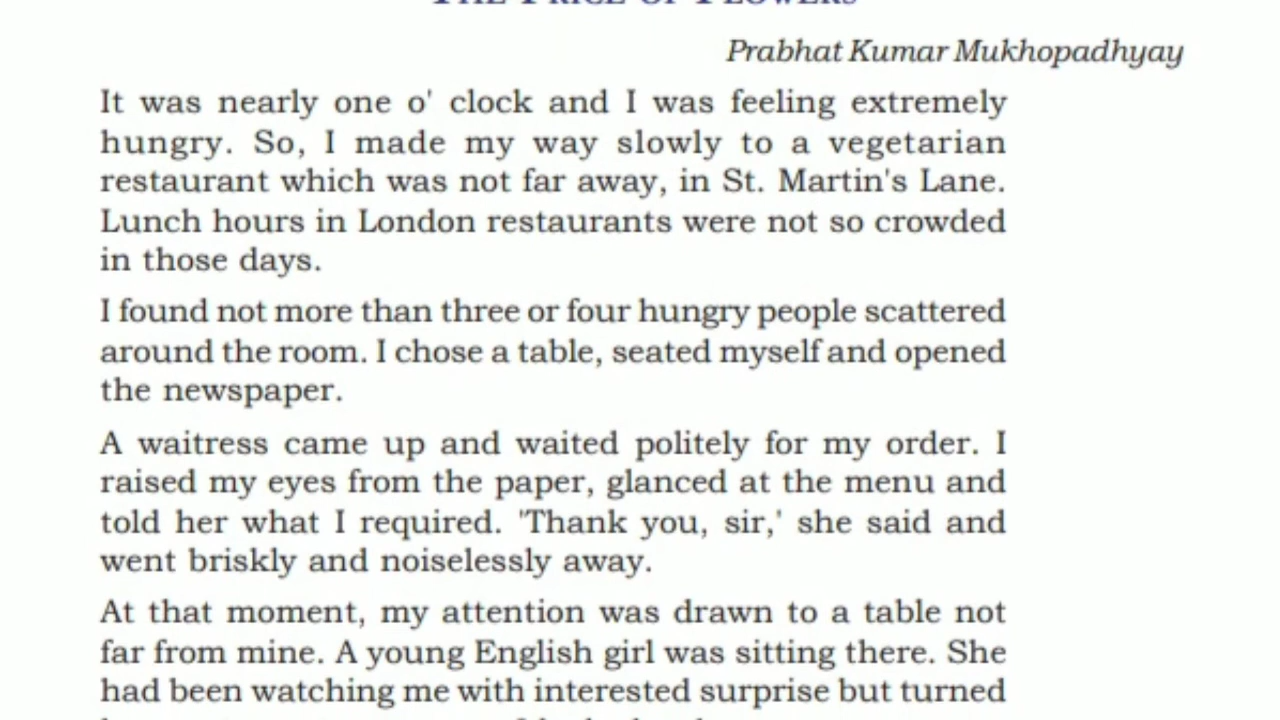 THE PRICE OF FLOWERS
Prabhat Kumar Mukhopadhyay
It was nearly one o' clock and I was feeling extremely
hungry. So, I made my way slowly to a vegetarian
restaurant which was not far away, in St. Martin's Lane.
Lunch hours in London restaurants were not so crowded
in those days.
I found not more than three or four hungry people scattered
around the room. I chose a table, seated myself and opened
the newspaper.
A waitress came up and waited politely for my order. I
raised my eyes from the paper, glanced at the menu and
told her what I required. 'Thank you, sir,' she said and
went briskly and noiselessly away.
At that moment, my attention was drawn to a table not
far from mine. A young English girl was sitting there. She
had been watching me with interested surprise but turned